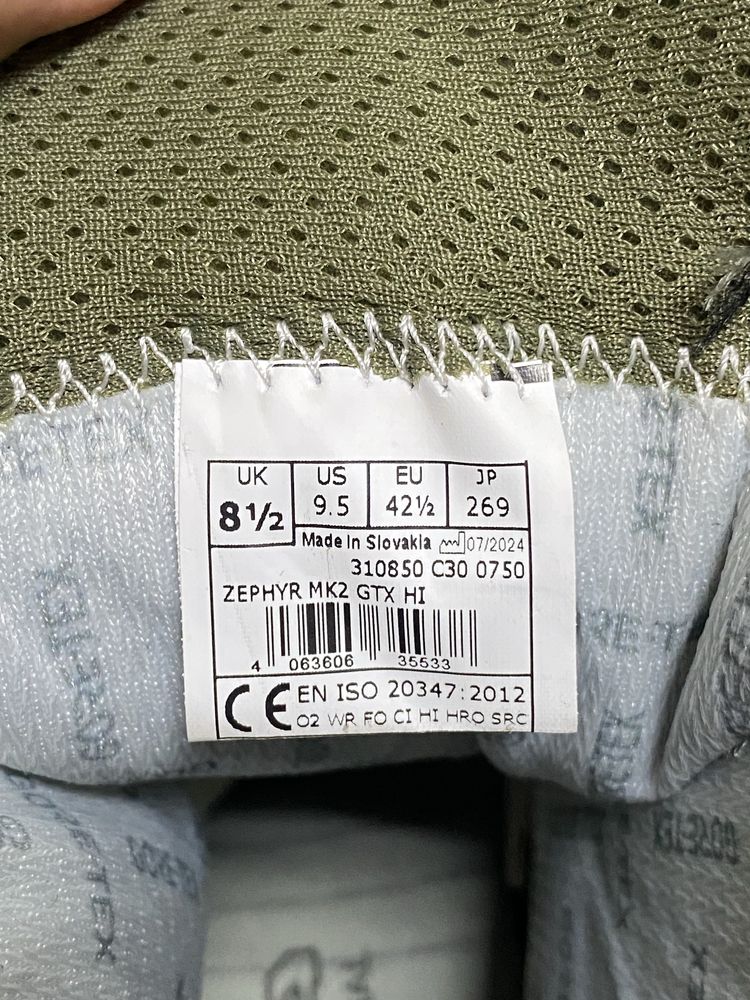 UK US EU JP
8½ 9.5 42½ 269
Made in Slovakia 07/2024
310850 C30 0750
ZEPHYR MK2 GTX HI
4 063606 35533
CE EN ISO 20347:2012
O2 WR FO CI HI HRO SRC
GORE-TEX